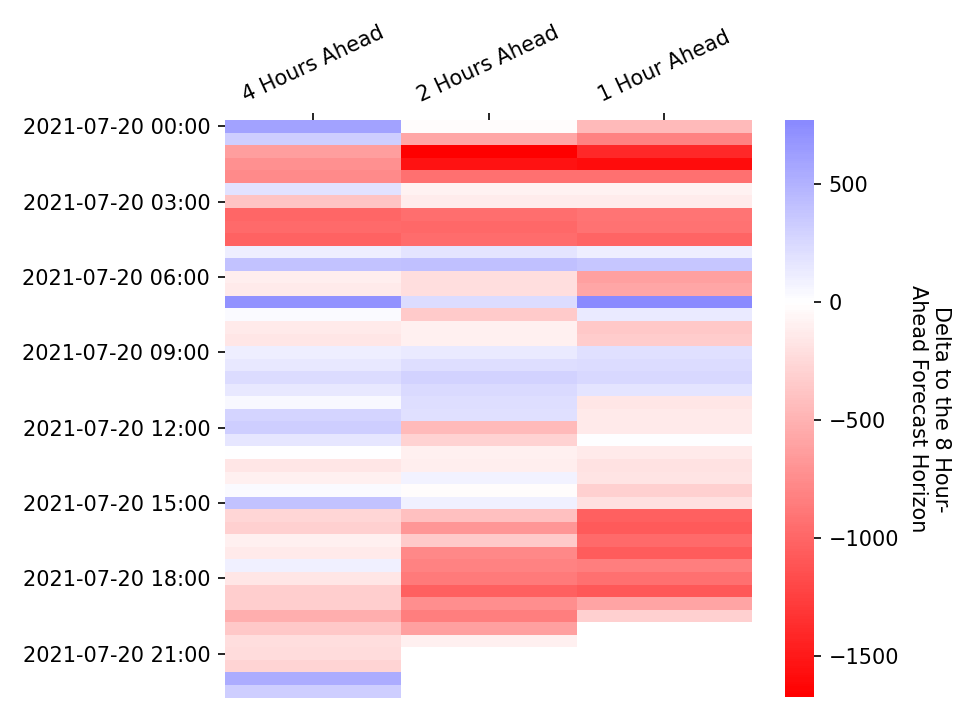 4 Hours Ahead
2 Hours Ahead
1 Hour Ahead
2021-07-20 00:00
2021-07-20 03:00
2021-07-20 06:00
2021-07-20 09:00
2021-07-20 12:00
2021-07-20 15:00
2021-07-20 18:00
2021-07-20 21:00
500
0
−500
−1000
−1500
Delta to the 8 Hour-
Ahead Forecast Horizon